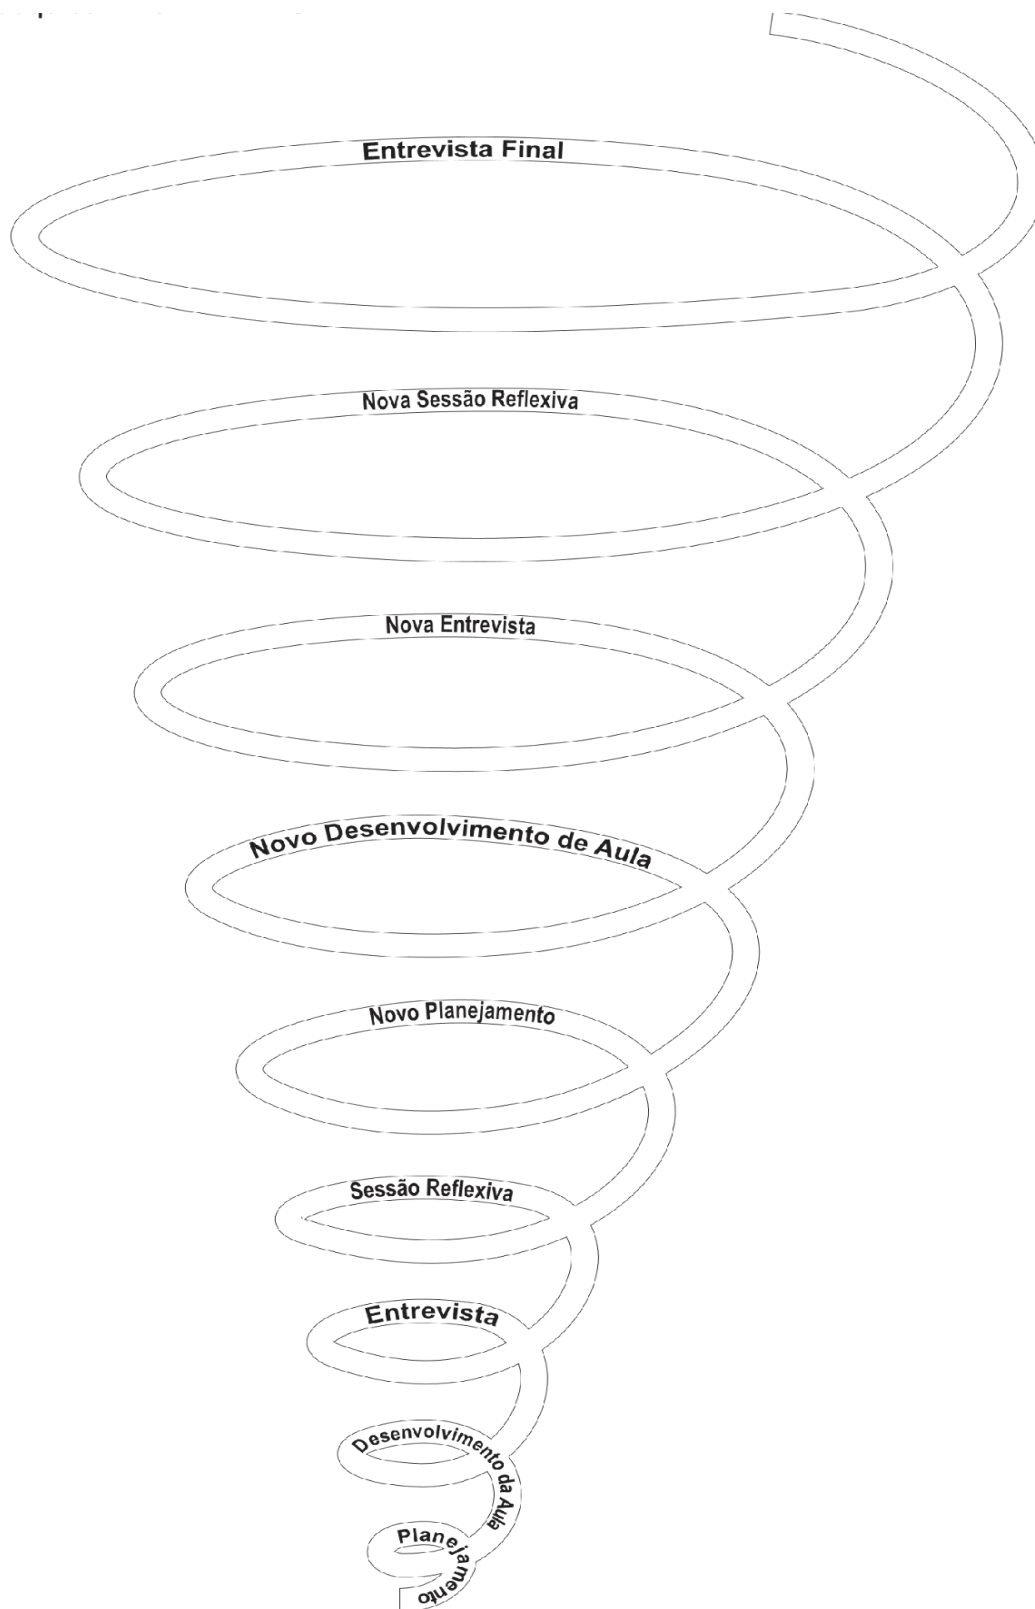 Entrevista Final
Nova Sessão Reflexiva
Nova Entrevista
Novo Desenvolvimento de Aula
Novo Planejamento
Sessão Reflexiva
Entrevista
Desenvolvimento da Aula
Planejamento